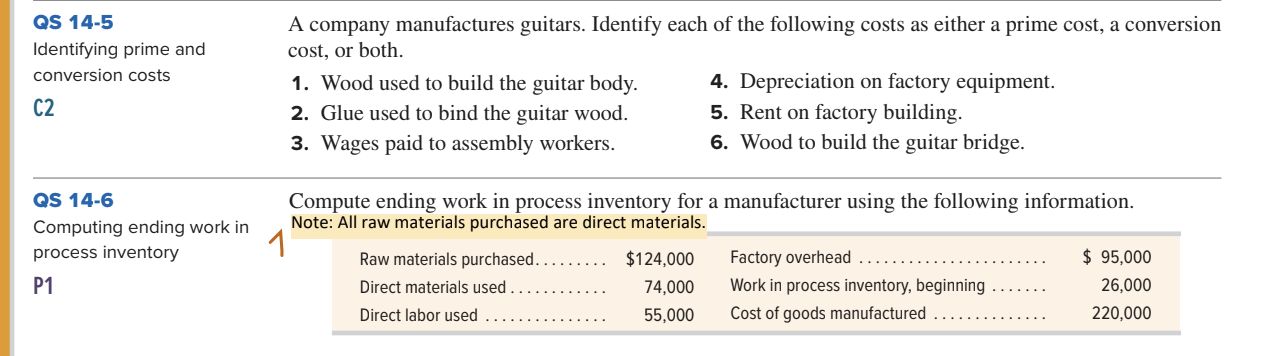 QS 14-5
Identifying prime and
conversion costs
C2
A company manufactures guitars. Identify each of the following costs as either a prime cost, a conversion
cost, or both.
1. Wood used to build the guitar body.
2. Glue used to bind the guitar wood.
3. Wages paid to assembly workers.
4. Depreciation on factory equipment.
5. Rent on factory building.
6. Wood to build the guitar bridge.
QS 14-6
Computing ending work in
process inventory
P1
Compute ending work in process inventory for a manufacturer using the following information.
Note: All raw materials purchased are direct materials.
Raw materials purchased......... $124,000
Direct materials used ............ 74,000
Direct labor used ............... 55,000
Factory overhead ....................... $ 95,000
Work in process inventory, beginning ....... 26,000
Cost of goods manufactured .............. 220,000